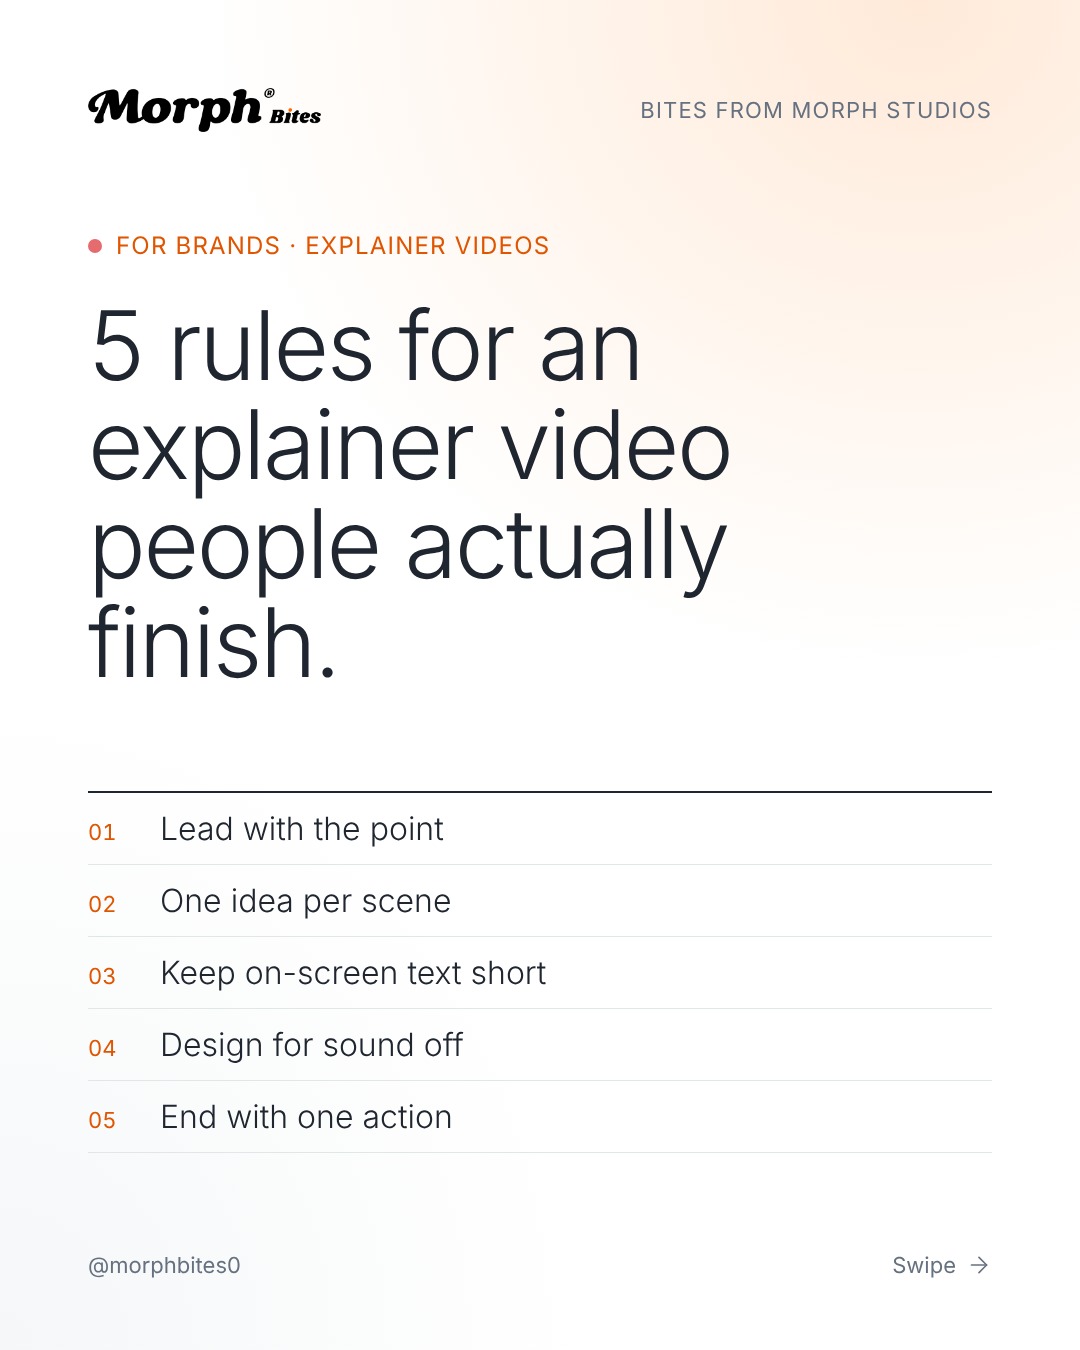 Morph® Bites
BITES FROM MORPH STUDIOS
FOR BRANDS · EXPLAINER VIDEOS
5 rules for an
explainer video
people actually
finish.
01 Lead with the point
02 One idea per scene
03 Keep on-screen text short
04 Design for sound off
05 End with one action
@morphbites0
Swipe →